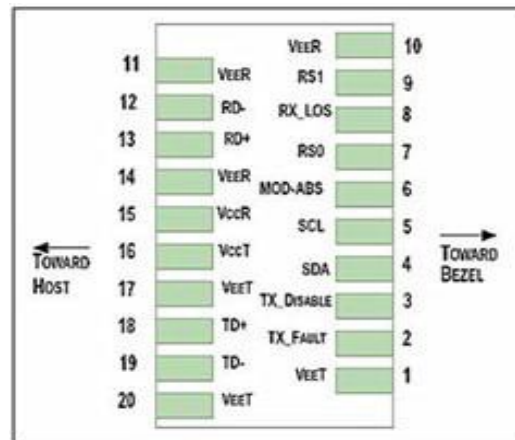 10
VEER
11
VEER
RS1
9
12
RD-
RX_LOS
8
13
RD+
RS0
7
14
VEER
MOD-ABS
6
15
VCCR
SCL
5
16
VCCT
TOWARD
HOST
TOWARD
BEZEL
SDA
4
17
VEET
TX_DISABLE
3
18
TD+
TX_FAULT
2
19
TD-
VEET
1
20
VEET